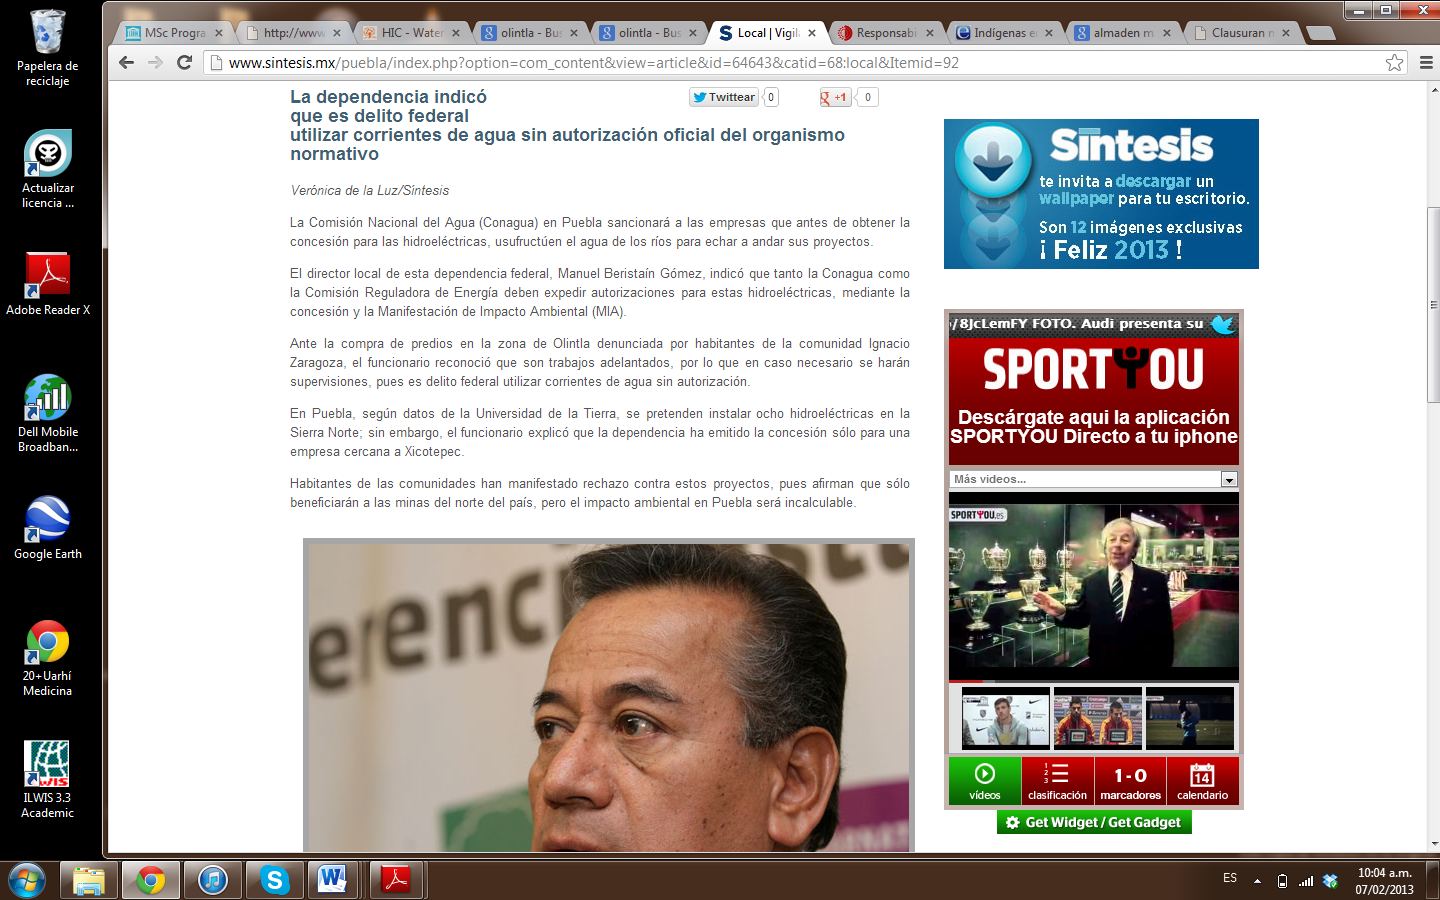 Papelera de
reciclaje
Actualizar
licencia ...
Adobe Reader X
Dell Mobile
Broadban...
Google Earth
20+Uarhí
Medicina
ILWIS 3.3
Academic
MSc Progra
http://www
HIC - Water
olintla - Bus
olintla - Bus
Local | Vigila
Responsabi
Indígenas e
almaden m
Clausuran
www.sintesis.mx/puebla/index.php?option=com_content&view=article&id=64643&catid=68:local&Itemid=92
La dependencia indicó
que es delito federal
utilizar corrientes de agua sin autorización oficial del organismo
normativo
Twittear 0
+1 0
Verónica de la Luz/Síntesis
La Comisión Nacional del Agua (Conagua) en Puebla sancionará a las empresas que antes de obtener la
concesión para las hidroeléctricas, usufructúen el agua de los ríos para echar a andar sus proyectos.
El director local de esta dependencia federal, Manuel Beristaín Gómez, indicó que tanto la Conagua como
la Comisión Reguladora de Energía deben expedir autorizaciones para estas hidroeléctricas, mediante la
concesión y la Manifestación de Impacto Ambiental (MIA).
Ante la compra de predios en la zona de Olintla denunciada por habitantes de la comunidad Ignacio
Zaragoza, el funcionario reconoció que son trabajos adelantados, por lo que en caso necesario se harán
supervisiones, pues es delito federal utilizar corrientes de agua sin autorización.
En Puebla, según datos de la Universidad de la Tierra, se pretenden instalar ocho hidroeléctricas en la
Sierra Norte; sin embargo, el funcionario explicó que la dependencia ha emitido la concesión sólo para una
empresa cercana a Xicotepec.
Habitantes de las comunidades han manifestado rechazo contra estos proyectos, pues afirman que sólo
beneficiarán a las minas del norte del país, pero el impacto ambiental en Puebla será incalculable.
erenci
Síntesis
te invita a descargar un
wallpaper para tu escritorio.
Son 12 imágenes exclusivas
¡ Feliz 2013 !
/8JcLemFY FOTO. Audi presenta su
SPORTYOU
Descárgate aqui la aplicación
SPORTYOU Directo a tu iphone
Más videos...
SPORTYOU.es
vídeos
1 2 3
clasificación
1 - 0
marcadores
14
calendario
Get Widget / Get Gadget
ES
10:04 a.m.
07/02/2013